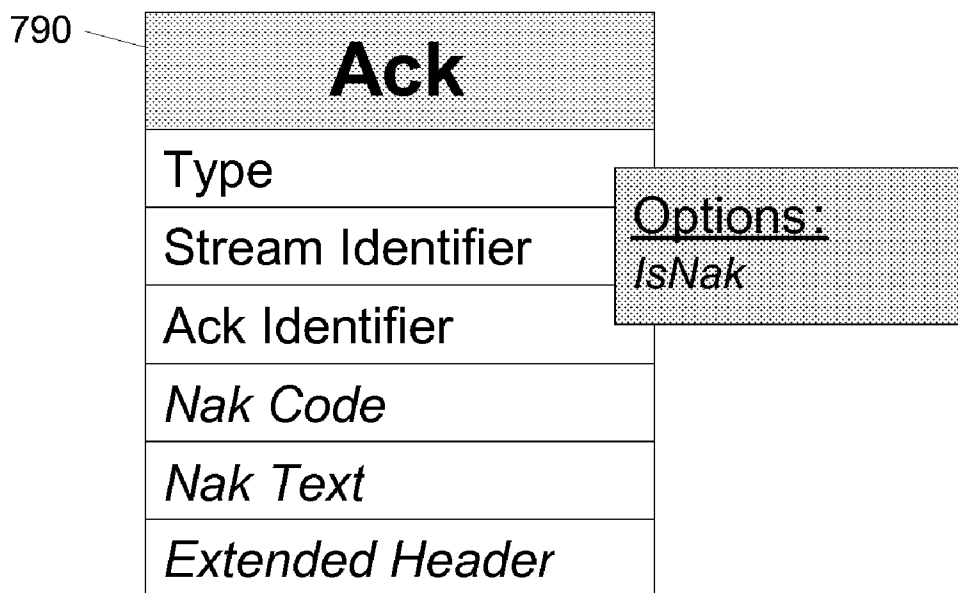 790
Ack
Type
Stream Identifier
Ack Identifier
Nak Code
Nak Text
Extended Header
Options:
IsNak